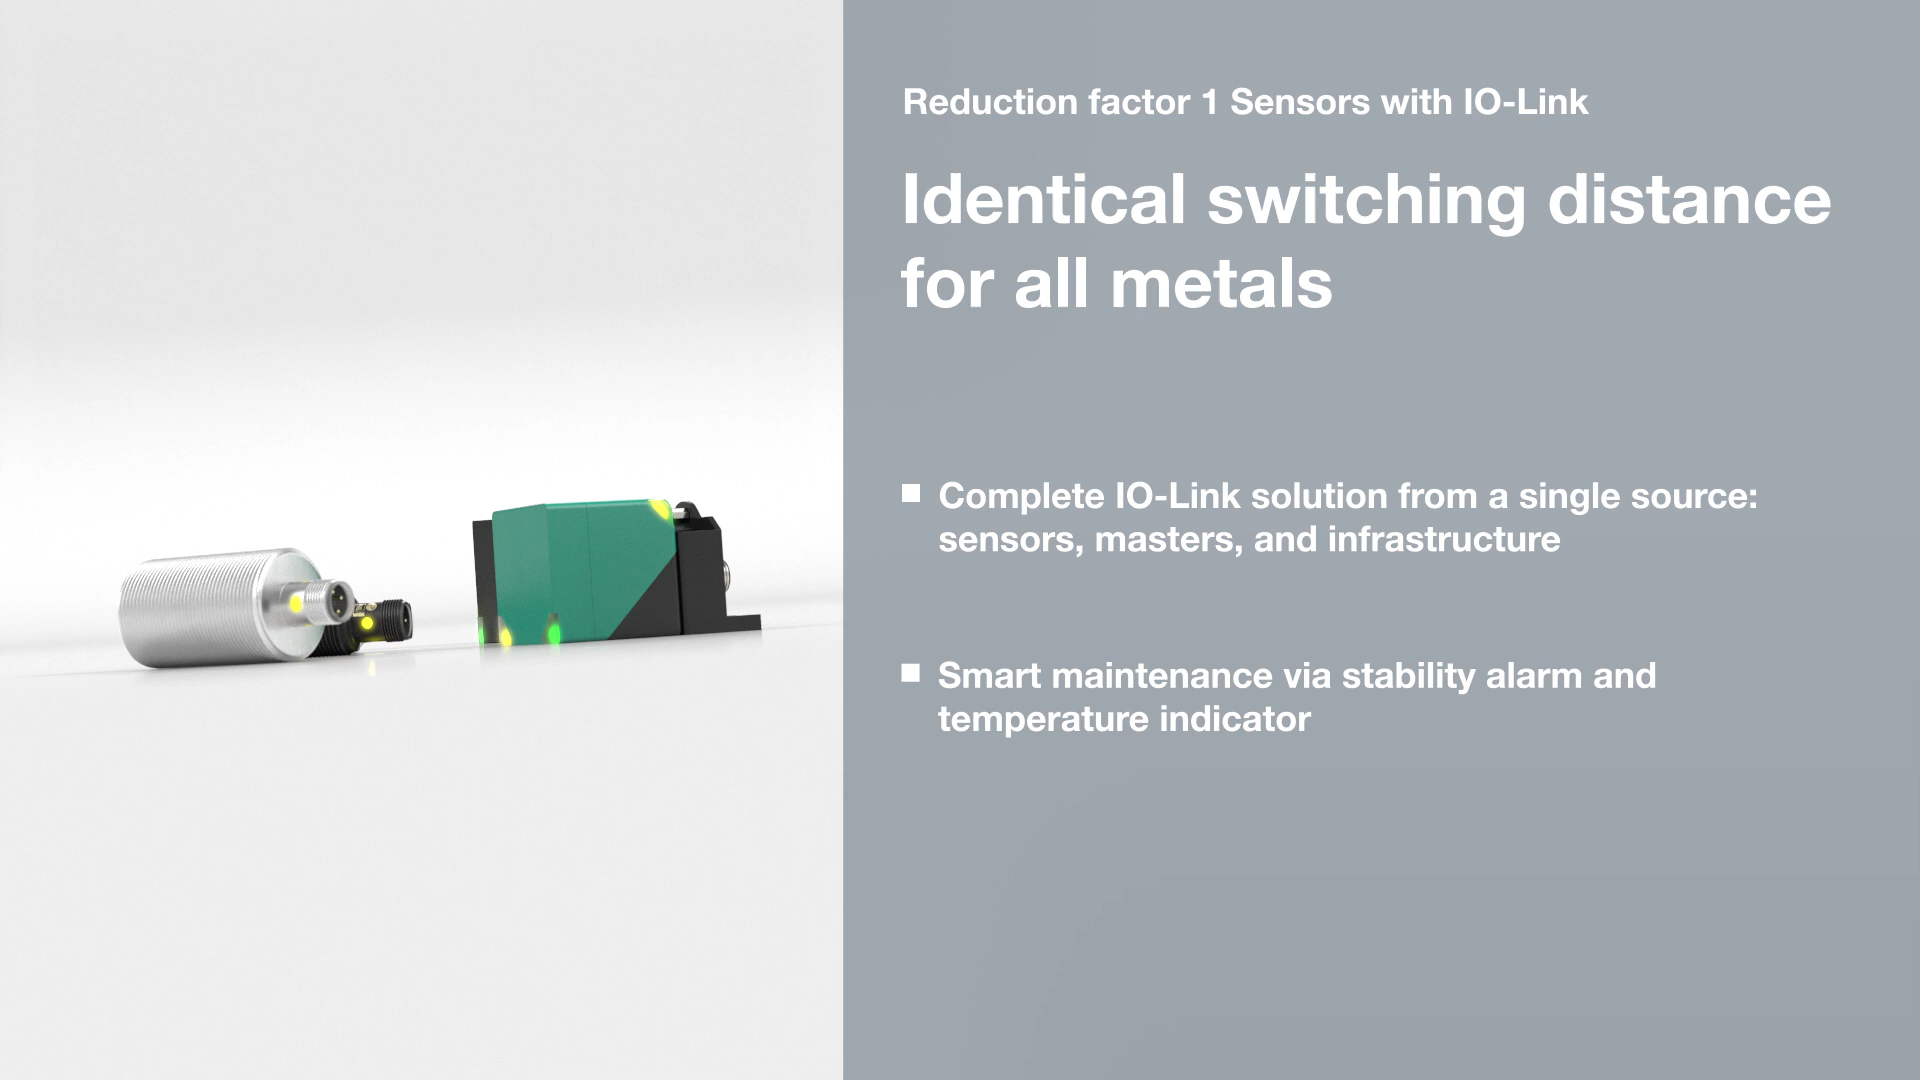 Reduction factor 1 Sensors with IO-Link
Identical switching distance
for all metals
Complete IO-Link solution from a single source:
sensors, masters, and infrastructure
Smart maintenance via stability alarm and
temperature indicator